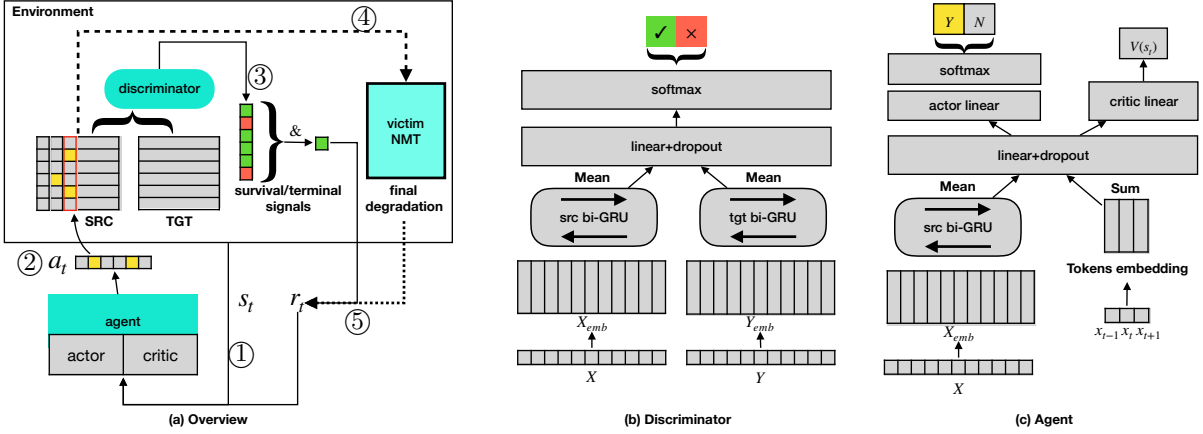 Environment
④
discriminator
③
&
victim
NMT
survival/terminal
signals
final
degradation
SRC
TGT
② a_t
s_t
r_t
⑤
agent
actor
critic
①
(a) Overview
✓ ×
softmax
linear+dropout
Mean
Mean
src bi-GRU
tgt bi-GRU
X_emb
Y_emb
X
Y
(b) Discriminator
Y N
V(s_t)
softmax
actor linear
critic linear
linear+dropout
Mean
Sum
src bi-GRU
Tokens embedding
X_emb
x_{t-1} x_t x_{t+1}
X
(c) Agent